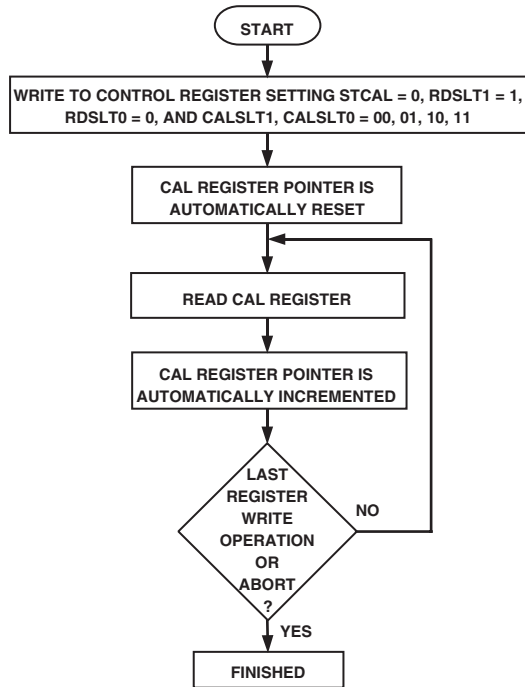 START
WRITE TO CONTROL REGISTER SETTING STCAL = 0, RDSLT1 = 1,
RDSLT0 = 0, AND CALSLT1, CALSLT0 = 00, 01, 10, 11
CAL REGISTER POINTER IS
AUTOMATICALLY RESET
READ CAL REGISTER
CAL REGISTER POINTER IS
AUTOMATICALLY INCREMENTED
LAST
REGISTER
WRITE
OPERATION
OR
ABORT
?
NO
YES
FINISHED